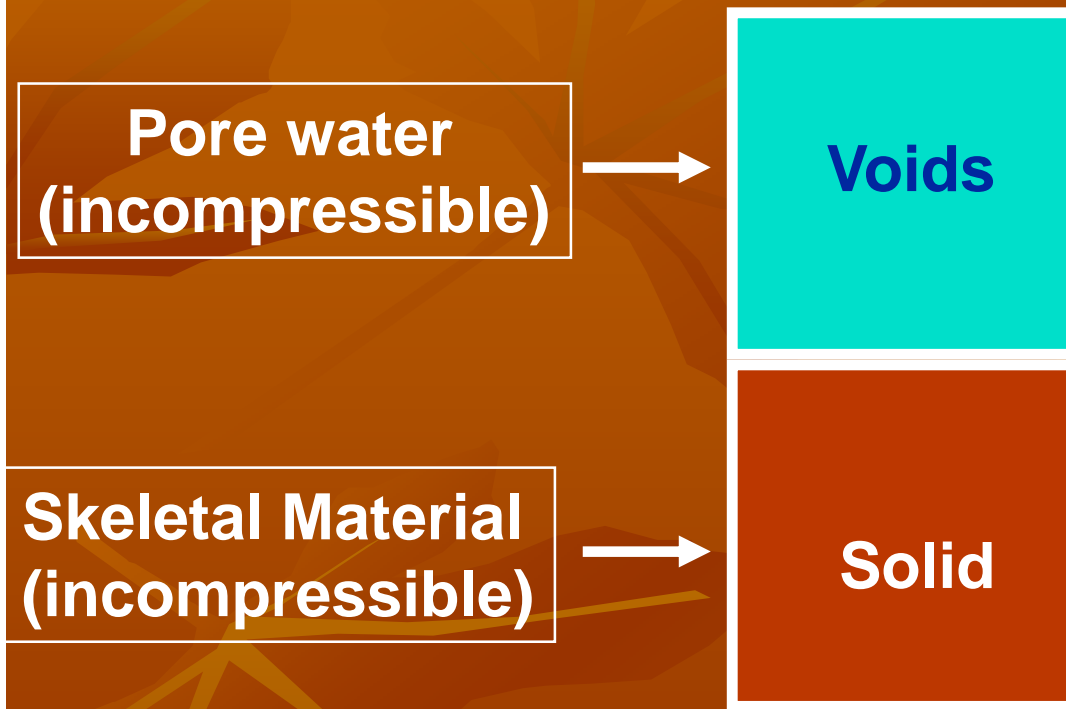 Pore water
(incompressible)
Voids
Skeletal Material
(incompressible)
Solid